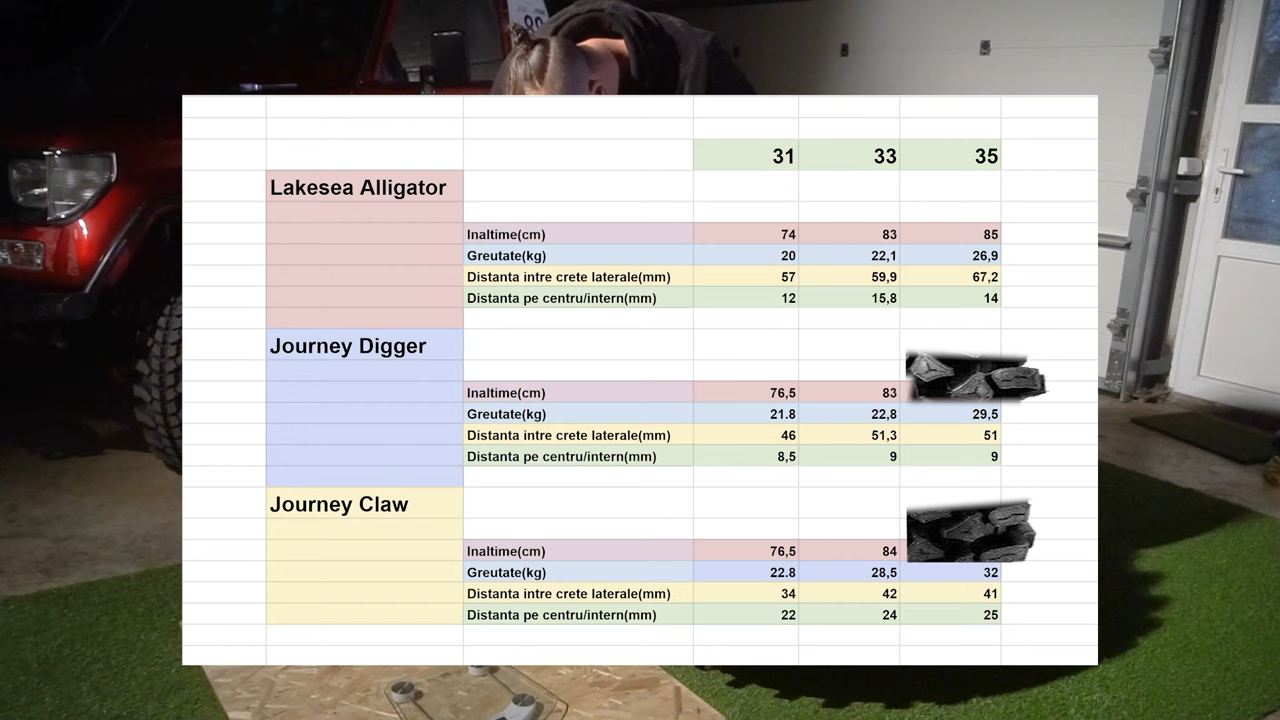 31 33 35
Lakesea Alligator
Inaltime(cm) 74 83 85
Greutate(kg) 20 22,1 26,9
Distanta intre crete laterale(mm) 57 59,9 67,2
Distanta pe centru/intern(mm) 12 15,8 14
Journey Digger
Inaltime(cm) 76,5 83
Greutate(kg) 21.8 22,8 29,5
Distanta intre crete laterale(mm) 46 51,3 51
Distanta pe centru/intern(mm) 8,5 9 9
Journey Claw
Inaltime(cm) 76,5 84
Greutate(kg) 22.8 28,5 32
Distanta intre crete laterale(mm) 34 42 41
Distanta pe centru/intern(mm) 22 24 25